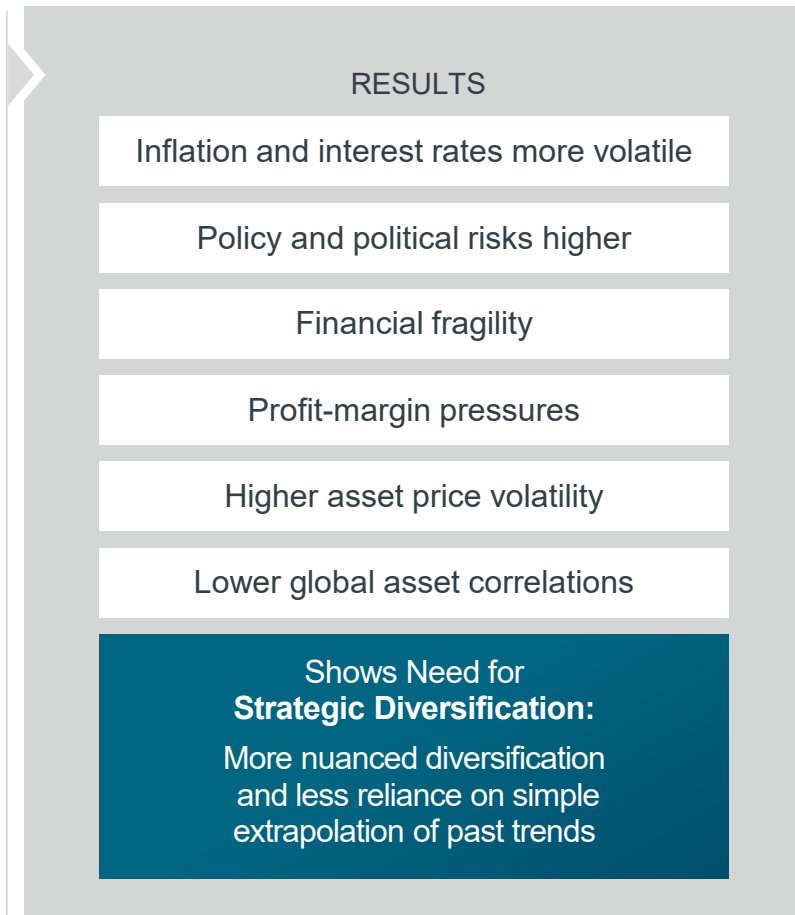 RESULTS
Inflation and interest rates more volatile
Policy and political risks higher
Financial fragility
Profit-margin pressures
Higher asset price volatility
Lower global asset correlations
Shows Need for
Strategic Diversification:
More nuanced diversification
and less reliance on simple
extrapolation of past trends